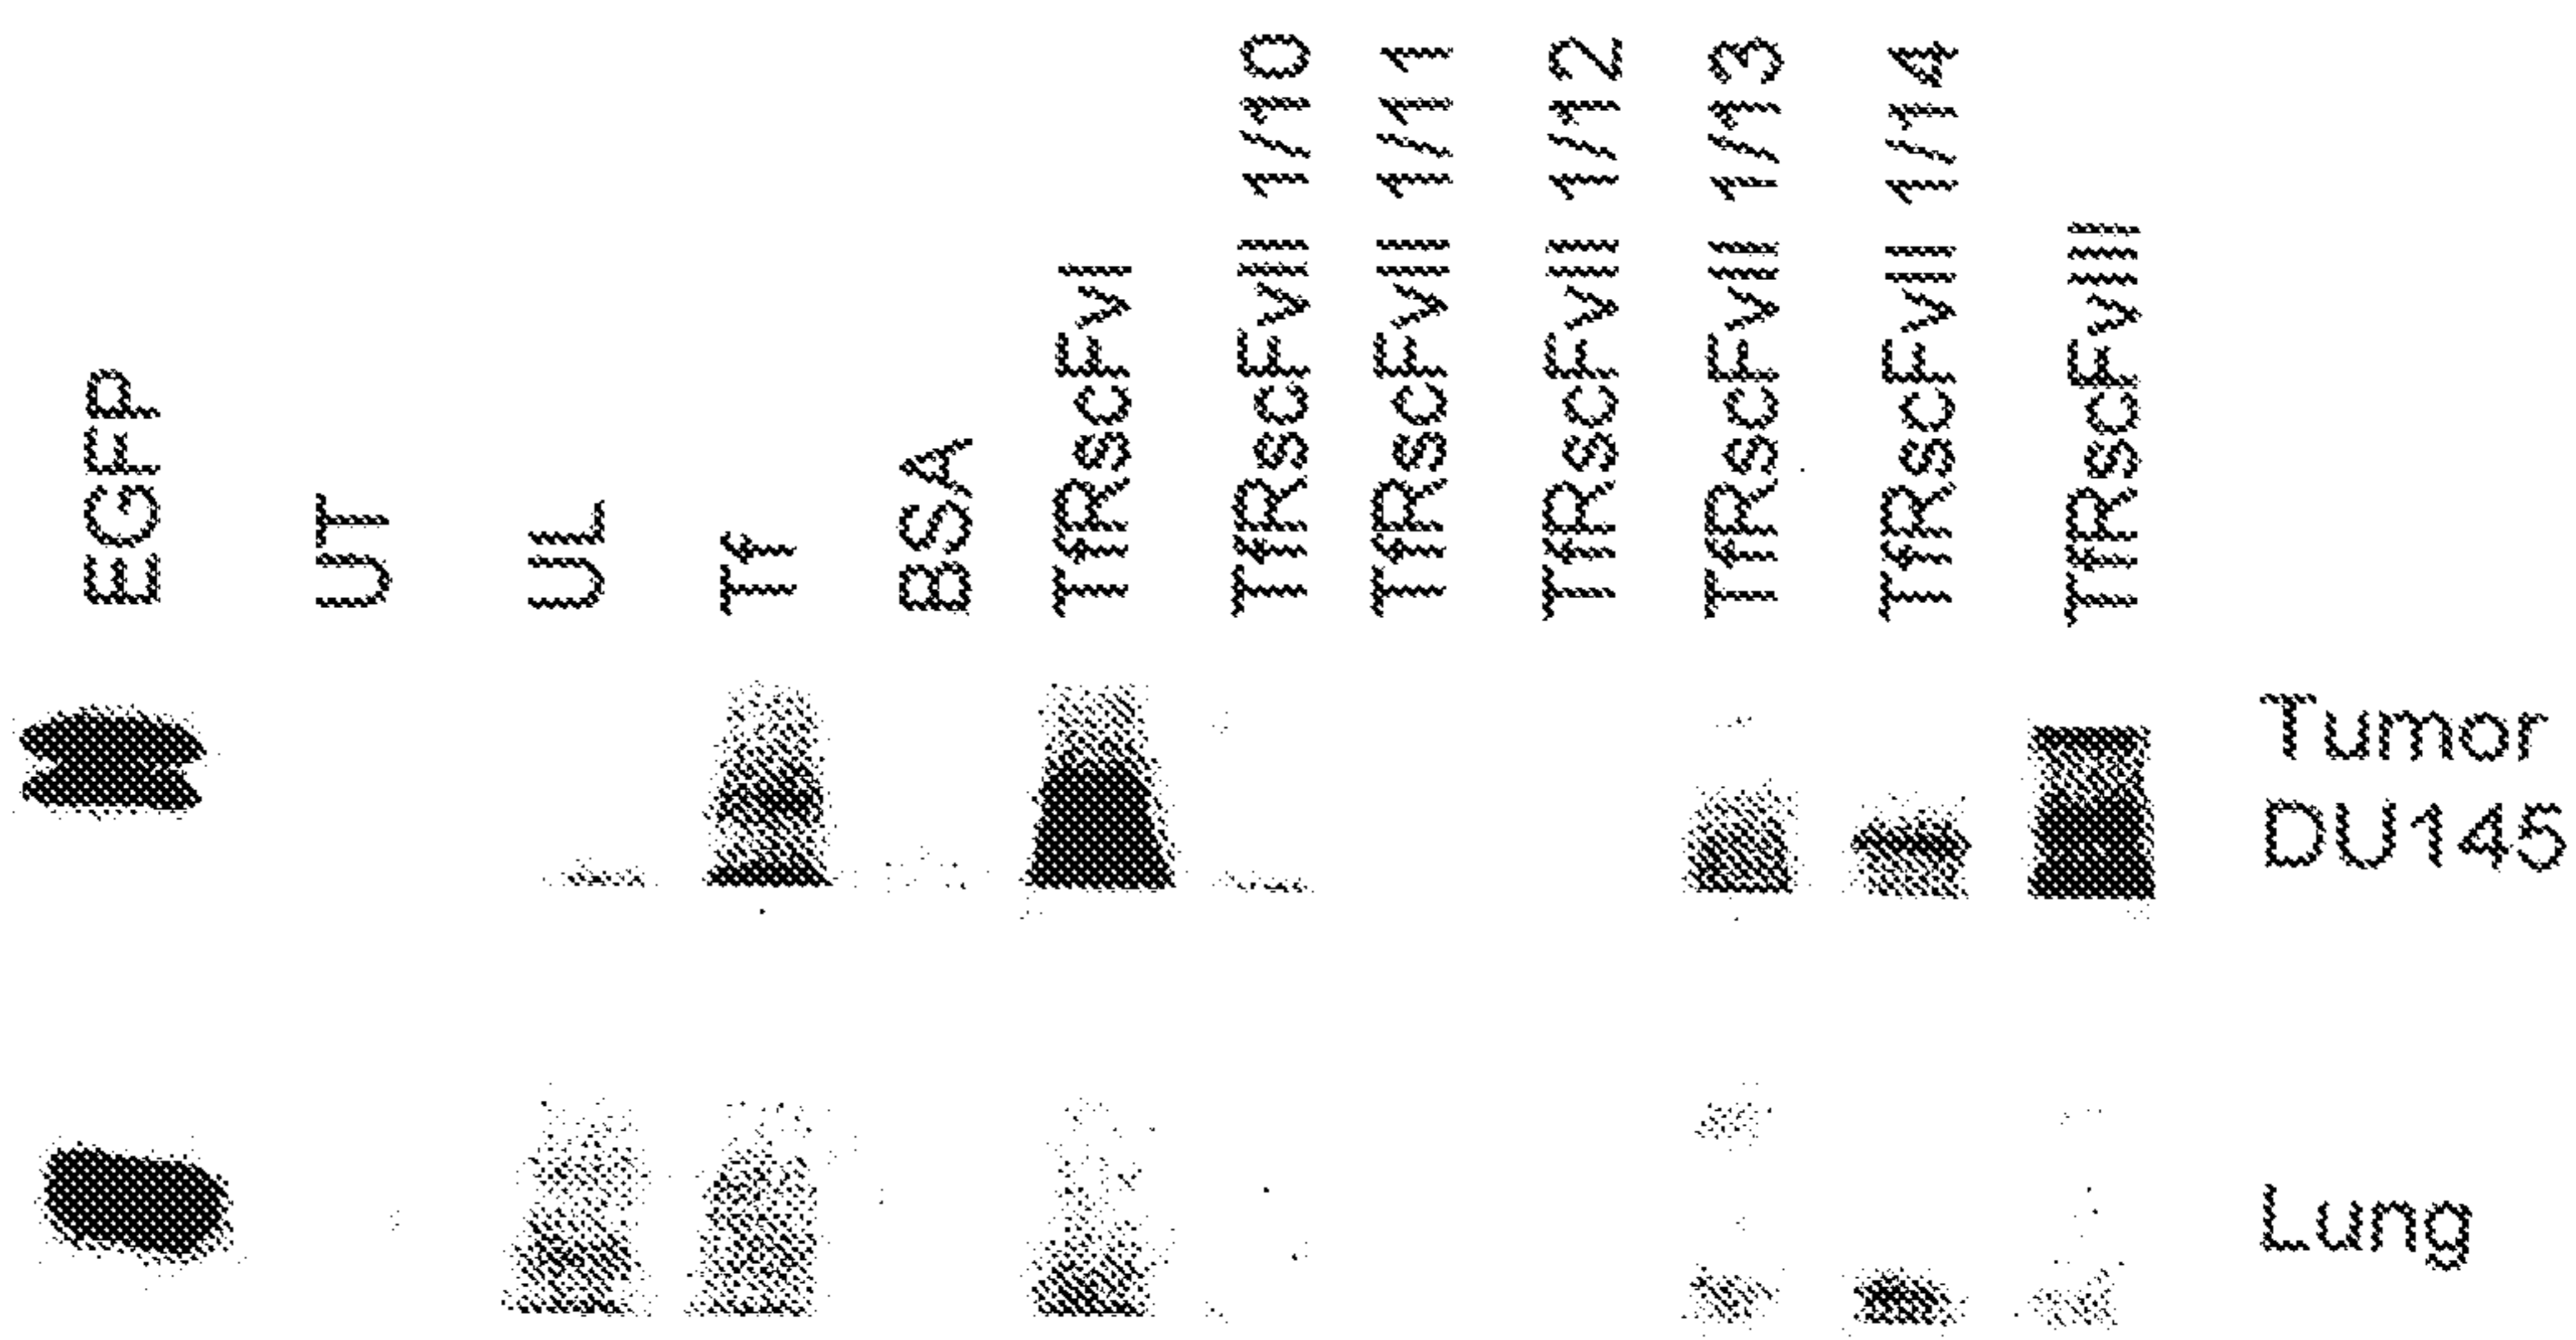 EGFP
UT
UL
Tf
BSA
TfRscFvI
TfRscFvII 1/10
TfRscFvII 1/11
TfRscFvII 1/12
TfRscFvII 1/13
TfRscFvII 1/14
TfRscFvIII
Tumor
DU145
Lung